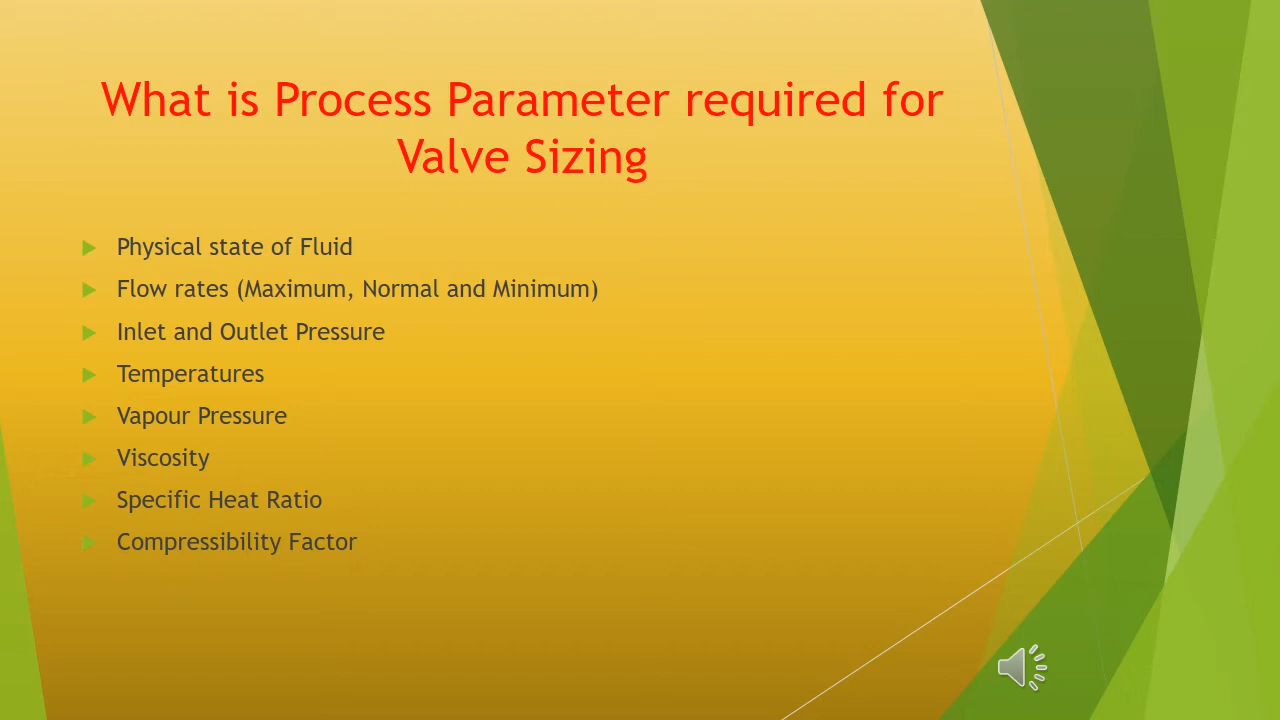 What is Process Parameter required for
Valve Sizing
Physical state of Fluid
Flow rates (Maximum, Normal and Minimum)
Inlet and Outlet Pressure
Temperatures
Vapour Pressure
Viscosity
Specific Heat Ratio
Compressibility Factor